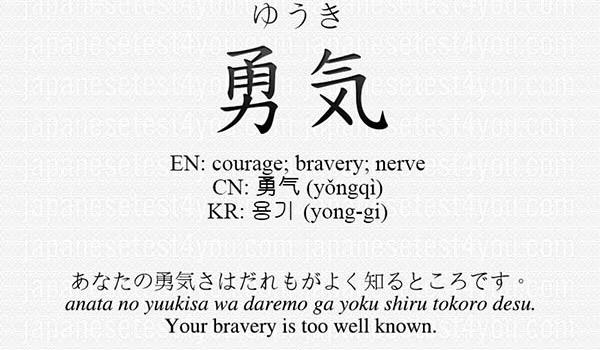 ゆうき
勇気
EN: courage; bravery; nerve
CN: 勇气 (yǒngqì)
KR: 용기 (yong-gi)
あなたの勇気さはだれもがよく知るところです。
anata no yuukisa wa daremo ga yoku shiru tokoro desu.
Your bravery is too well known.